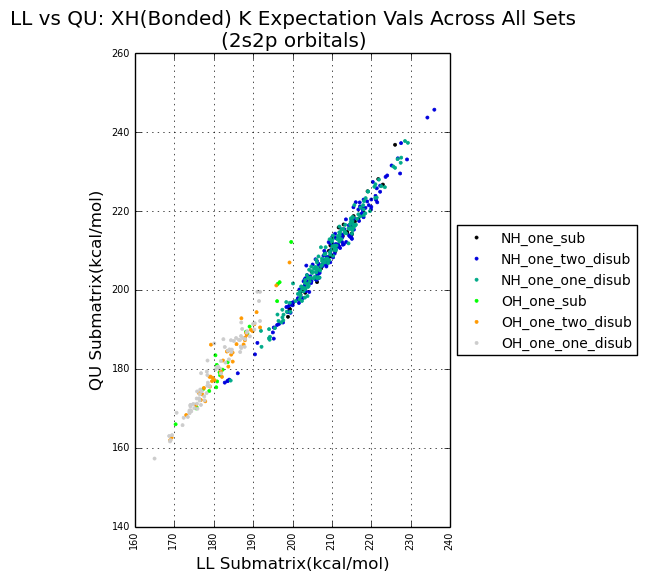 LL vs QU: XH(Bonded) K Expectation Vals Across All Sets
(2s2p orbitals)
QU Submatrix(kcal/mol)
260
240
220
200
180
160
140
160 170 180 190 200 210 220 230 240
LL Submatrix(kcal/mol)
NH_one_sub
NH_one_two_disub
NH_one_one_disub
OH_one_sub
OH_one_two_disub
OH_one_one_disub